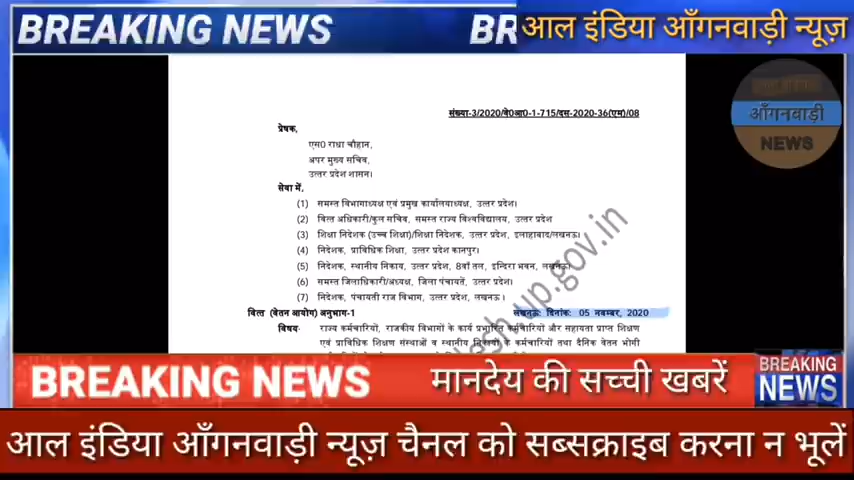 BREAKING NEWS
BR
आल इंडिया आँगनवाड़ी न्यूज़
आँगनवाड़ी
NEWS
संख्या-3/2020/वे0आ0-1-715/दस-2020-36(एम)/08
प्रेषक,
एस0 राधा चौहान,
अपर मुख्य सचिव,
उत्तर प्रदेश शासन।
सेवा में,
(1) समस्त विभागाध्यक्ष एवं प्रमुख कार्यालयाध्यक्ष, उत्तर प्रदेश।
(2) वित्त अधिकारी/कुल सचिव, समस्त राज्य विश्वविद्यालय, उत्तर प्रदेश
(3) शिक्षा निदेशक (उच्च शिक्षा)/शिक्षा निदेशक, उत्तर प्रदेश, इलाहाबाद/लखनऊ।
(4) निदेशक, प्राविधिक शिक्षा, उत्तर प्रदेश कानपुर।
(5) निदेशक, स्थानीय निकाय, उत्तर प्रदेश, 8वाँ तल, इन्दिरा भवन, लखनऊ।
(6) समस्त जिलाधिकारी/अध्यक्ष, जिला पंचायतें, उत्तर प्रदेश।
(7) निदेशक, पंचायती राज विभाग, उत्तर प्रदेश, लखनऊ।
वित्त (वेतन आयोग) अनुभाग-1 लखनऊ: दिनांक: 05 नवम्बर, 2020
विषय- राज्य कर्मचारियों, राजकीय विभागों के कार्य प्रभारित कर्मचारियों और सहायता प्राप्त शिक्षण
एवं प्राविधिक शिक्षण संस्थाओं व स्थानीय निकायों के कर्मचारियों तथा दैनिक वेतन भोगी
up.gov.in
BREAKING NEWS
मानदेय की सच्ची खबरें
BREAKING
NEWS
आल इंडिया आँगनवाड़ी न्यूज़ चैनल को सब्सक्राइब करना न भूलें